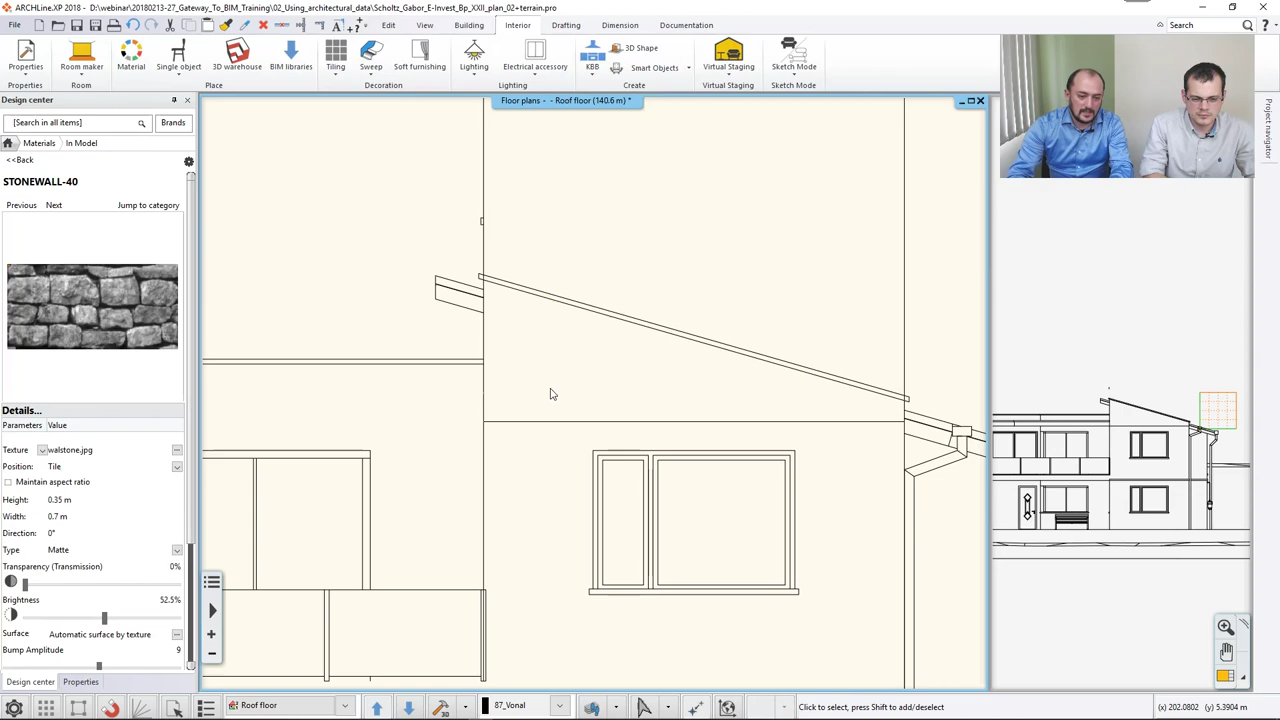 ARCHLine.XP 2018 - D:\webinar\20180213-27_Gateway_To_BIM_Training\02_Using_architectural_data\Scholtz_Gabor_E-Invest_Bp_XXII_plan_02+terrain.pro
File Edit View Building Interior Drafting Dimension Documentation Search
Properties Room maker Material Single object 3D warehouse BIM libraries Tiling Sweep Soft furnishing Lighting Electrical accessory KBB 3D Shape Smart Objects Virtual Staging Sketch Mode
Properties Room Place Decoration Lighting Create Virtual Staging Sketch Mode
Design center
Floor plans - - Roof floor (140.6 m) *
[Search in all items] Brands
Project navigator
Materials In Model
<<Back
STONEWALL-40
Previous Next Jump to category
Details...
Parameters Value
Texture walstone.jpg
Position: Tile
Maintain aspect ratio
Height: 0.35 m
Width: 0.7 m
Direction: 0°
Type Matte
Transparency (Transmission) 0%
Brightness 52.5%
Surface Automatic surface by texture
Bump Amplitude 9
Design center Properties
Roof floor 87_Vonal Click to select, press Shift to add/deselect (x) 202.0802 (y) 5.3904 m